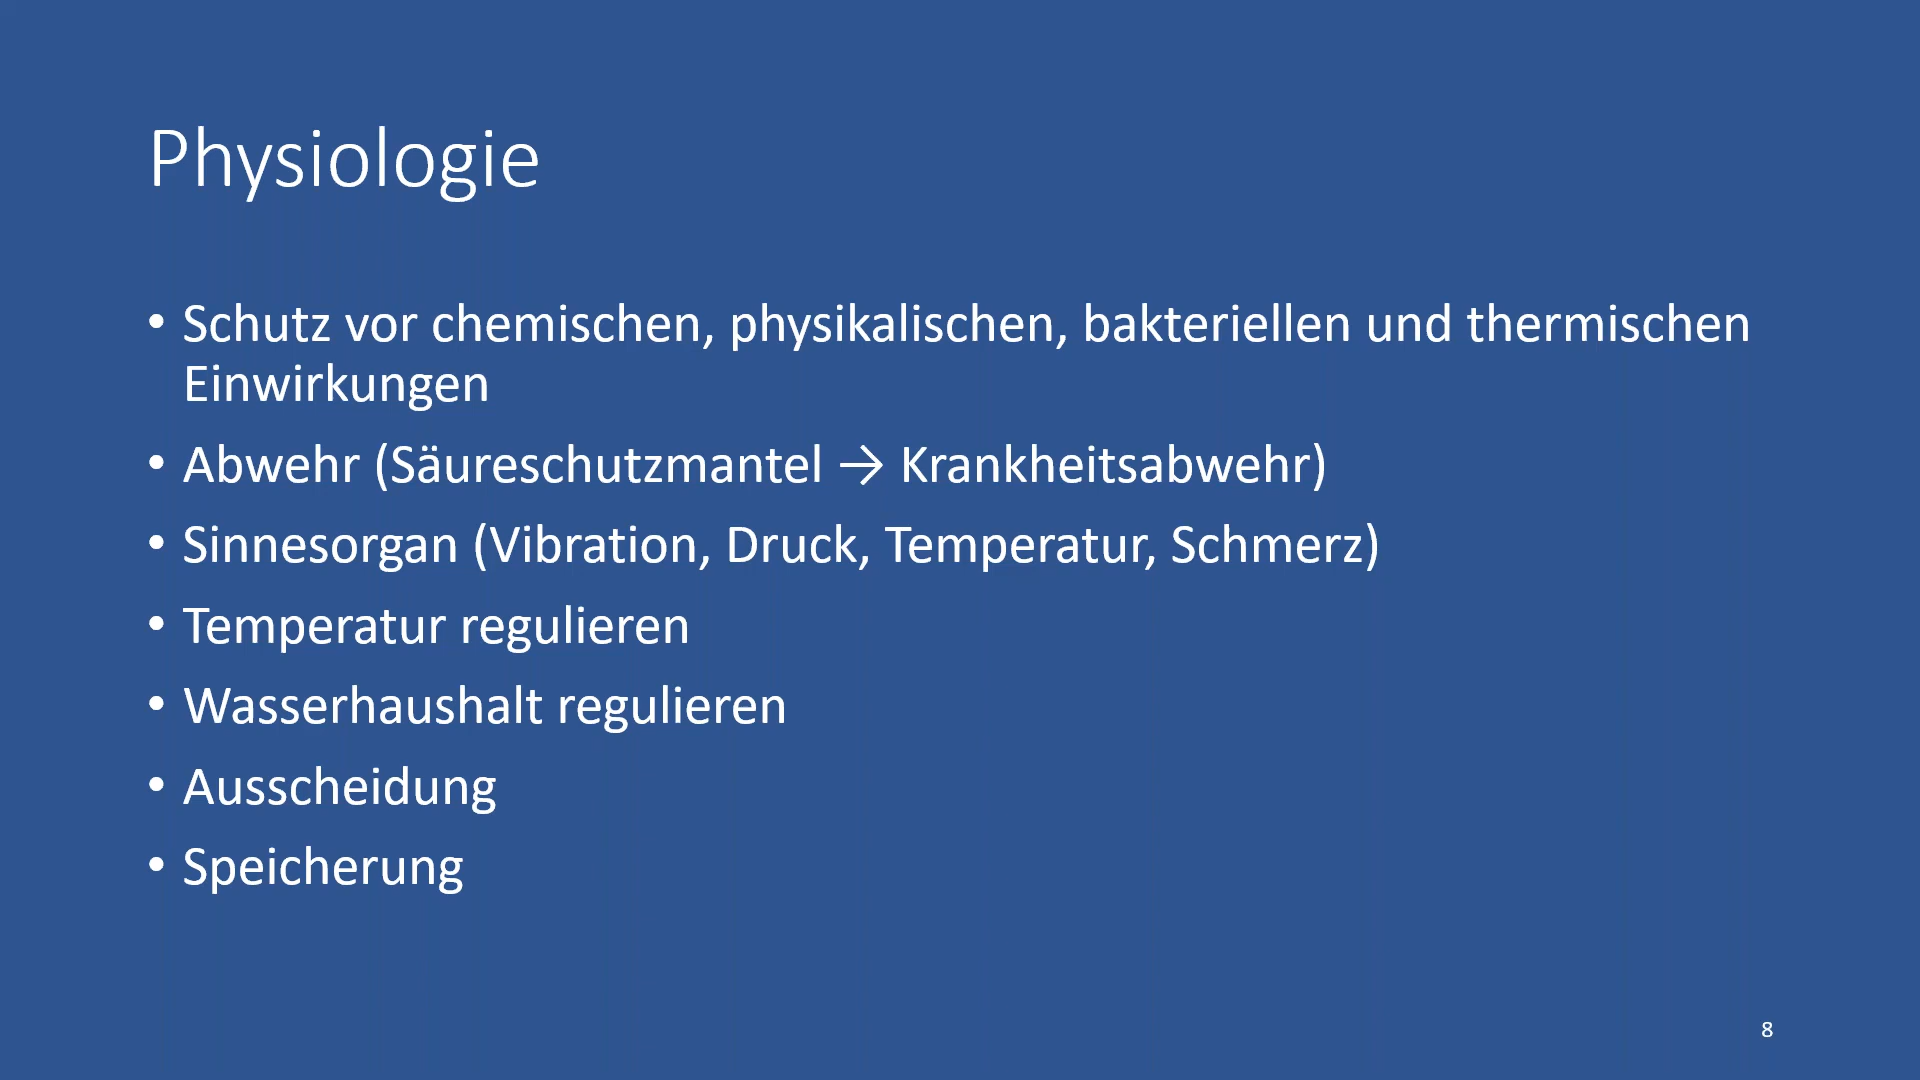 Physiologie
• Schutz vor chemischen, physikalischen, bakteriellen und thermischen
Einwirkungen
• Abwehr (Säureschutzmantel → Krankheitsabwehr)
• Sinnesorgan (Vibration, Druck, Temperatur, Schmerz)
• Temperatur regulieren
• Wasserhaushalt regulieren
• Ausscheidung
• Speicherung
8